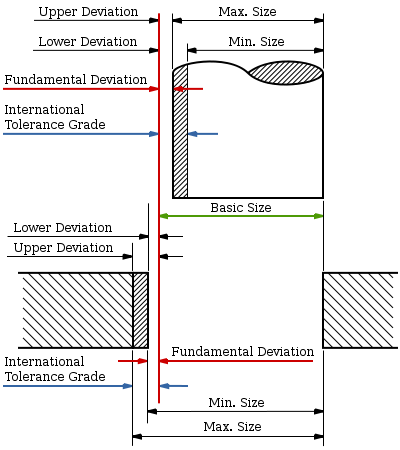 Upper Deviation
Max. Size
Lower Deviation
Min. Size
Fundamental Deviation
International
Tolerance Grade
Basic Size
Lower Deviation
Upper Deviation
Fundamental Deviation
International
Tolerance Grade
Min. Size
Max. Size